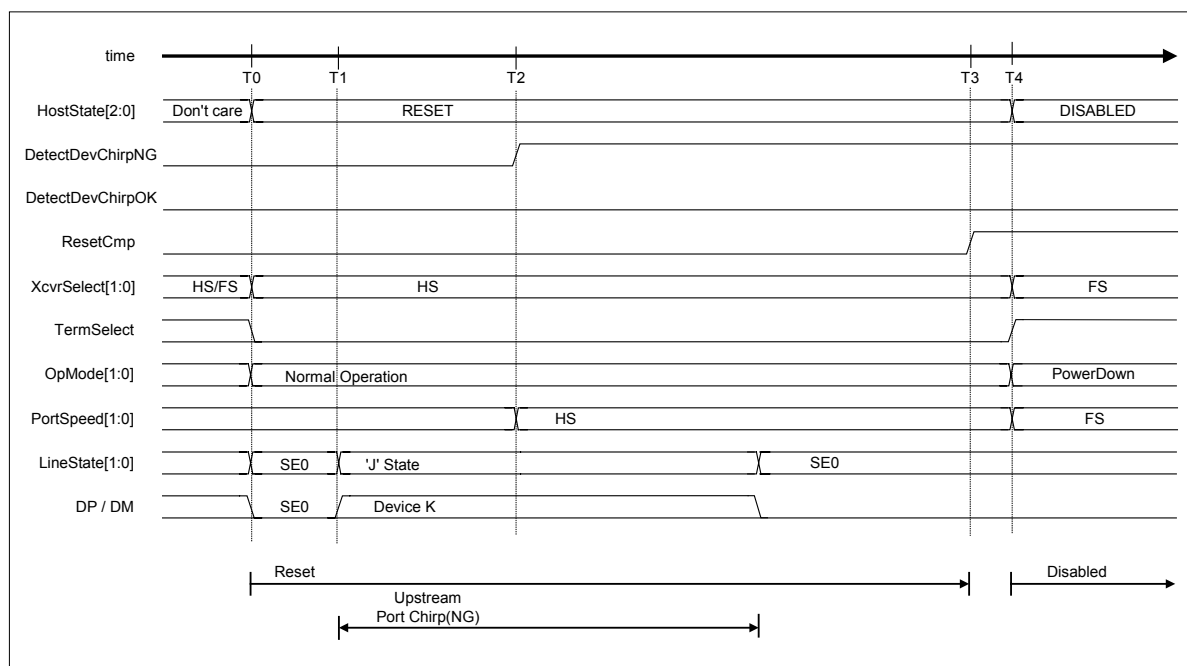 time
T0 T1 T2 T3 T4
HostState[2:0] Don't care RESET DISABLED
DetectDevChirpNG
DetectDevChirpOK
ResetCmp
XcvrSelect[1:0] HS/FS HS FS
TermSelect
OpMode[1:0] Normal Operation PowerDown
PortSpeed[1:0] HS FS
LineState[1:0] SE0 'J' State SE0
DP / DM SE0 Device K
Reset Disabled
Upstream
Port Chirp(NG)